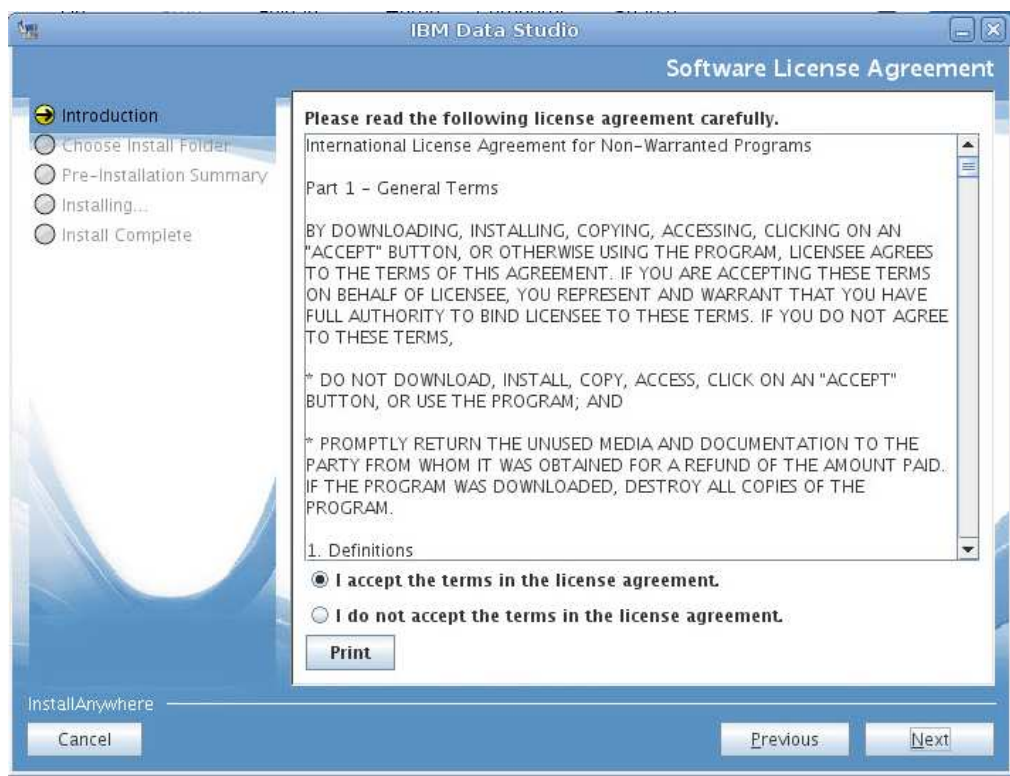 IBM Data Studio
Software License Agreement
Introduction
Choose Install Folder
Pre-Installation Summary
Installing...
Install Complete
Please read the following license agreement carefully.
International License Agreement for Non-Warranted Programs
Part 1 - General Terms
BY DOWNLOADING, INSTALLING, COPYING, ACCESSING, CLICKING ON AN
"ACCEPT" BUTTON, OR OTHERWISE USING THE PROGRAM, LICENSEE AGREES
TO THE TERMS OF THIS AGREEMENT. IF YOU ARE ACCEPTING THESE TERMS
ON BEHALF OF LICENSEE, YOU REPRESENT AND WARRANT THAT YOU HAVE
FULL AUTHORITY TO BIND LICENSEE TO THESE TERMS. IF YOU DO NOT AGREE
TO THESE TERMS,
* DO NOT DOWNLOAD, INSTALL, COPY, ACCESS, CLICK ON AN "ACCEPT"
BUTTON, OR USE THE PROGRAM; AND
* PROMPTLY RETURN THE UNUSED MEDIA AND DOCUMENTATION TO THE
PARTY FROM WHOM IT WAS OBTAINED FOR A REFUND OF THE AMOUNT PAID.
IF THE PROGRAM WAS DOWNLOADED, DESTROY ALL COPIES OF THE
PROGRAM.
1. Definitions
I accept the terms in the license agreement.
I do not accept the terms in the license agreement.
Print
InstallAnywhere
Cancel
Previous
Next